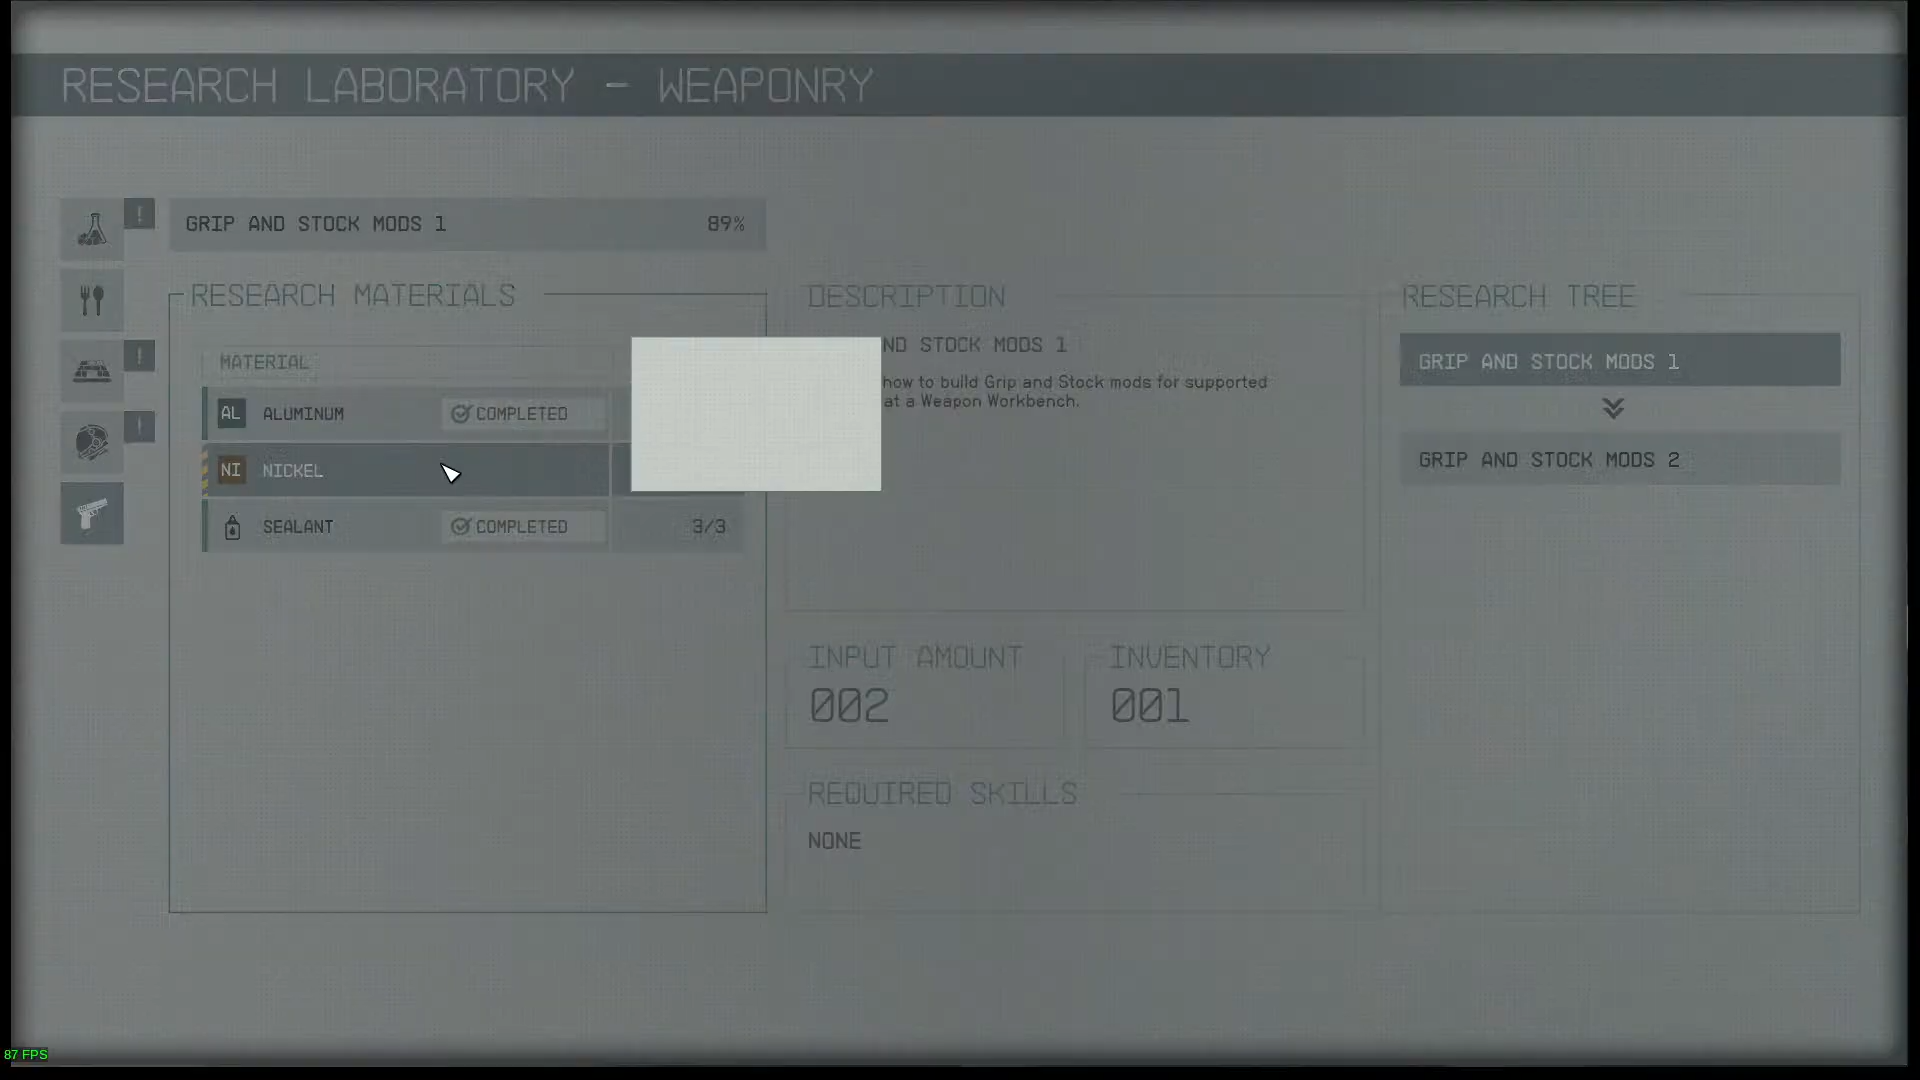 RESEARCH LABORATORY - WEAPONRY
!
GRIP AND STOCK MODS 1 89%
RESEARCH MATERIALS
MATERIAL
AL ALUMINUM COMPLETED
!
NI NICKEL
!
SEALANT COMPLETED 3/3
DESCRIPTION
STOCK MODS 1
how to build Grip and Stock mods for supported
at a Weapon Workbench.
INPUT AMOUNT
002
INVENTORY
001
REQUIRED SKILLS
NONE
RESEARCH TREE
GRIP AND STOCK MODS 1
GRIP AND STOCK MODS 2
87 FPS